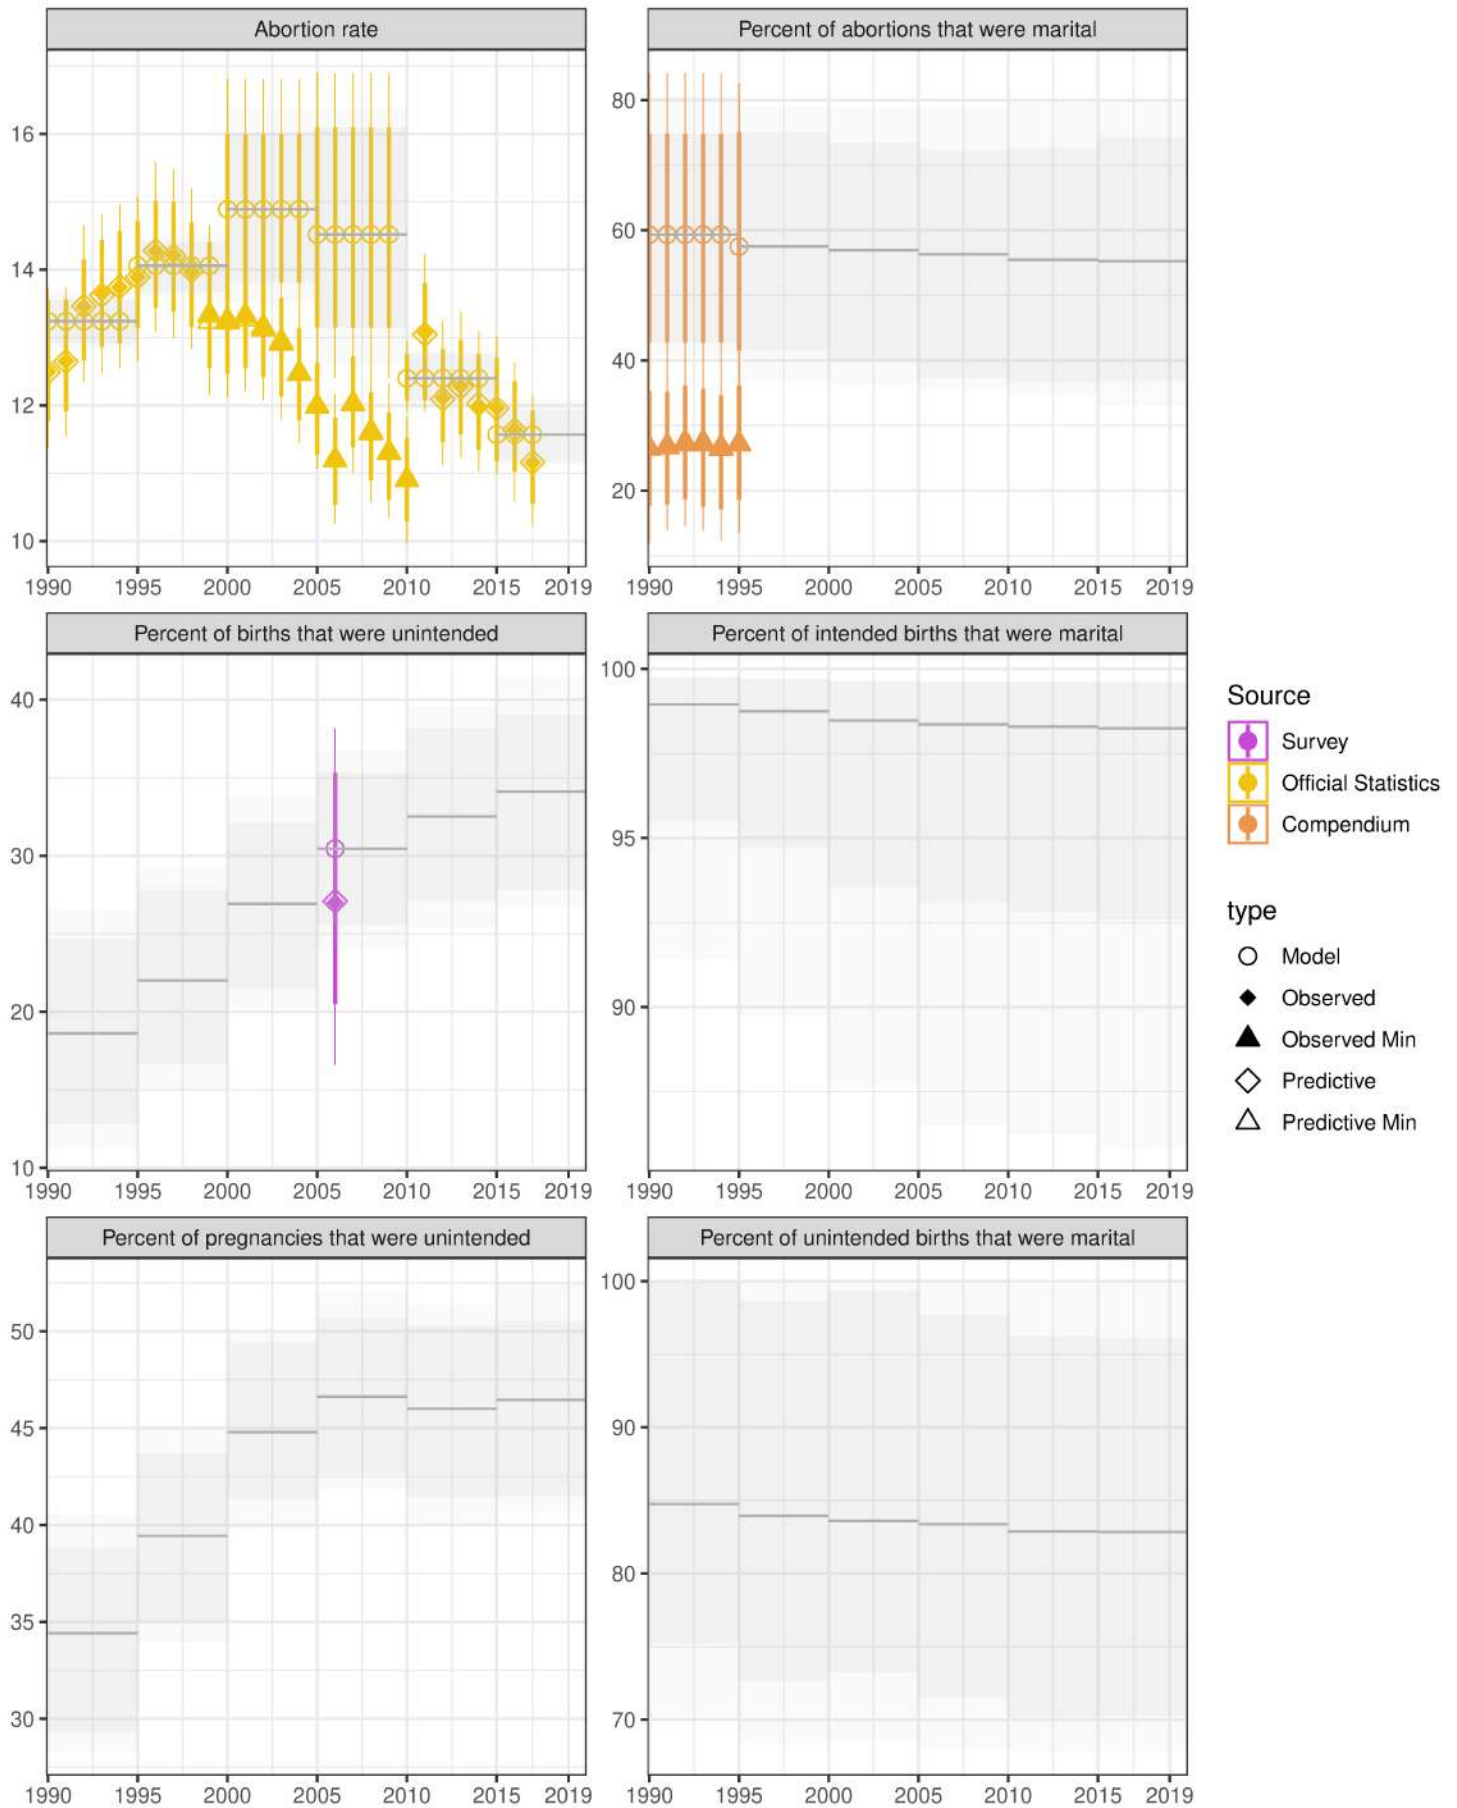 Abortion rate
16
14
12
10
1990 1995 2000 2005 2010 2015 2019
Percent of abortions that were marital
80
60
40
20
1990 1995 2000 2005 2010 2015 2019
Percent of births that were unintended
40
30
20
10
1990 1995 2000 2005 2010 2015 2019
Percent of intended births that were marital
100
95
90
1990 1995 2000 2005 2010 2015 2019
Percent of pregnancies that were unintended
50
45
40
35
30
1990 1995 2000 2005 2010 2015 2019
Percent of unintended births that were marital
100
90
80
70
1990 1995 2000 2005 2010 2015 2019
Source
Survey
Official Statistics
Compendium
type
Model
Observed
Observed Min
Predictive
Predictive Min